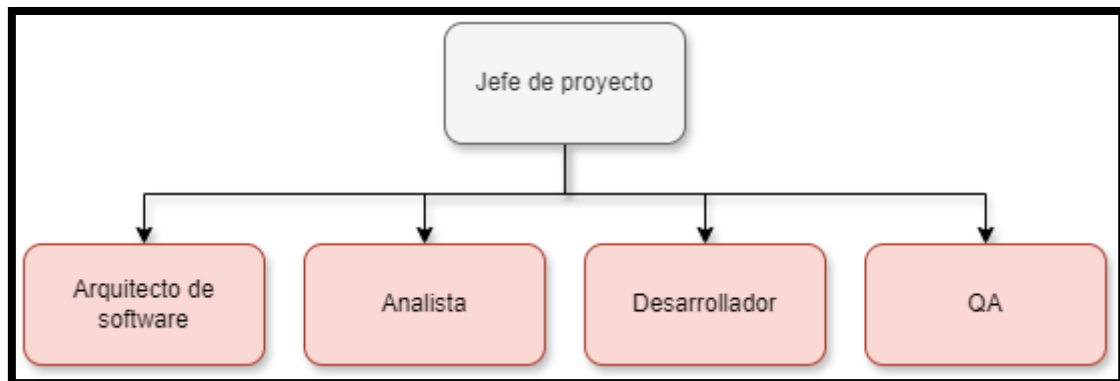 Jefe de proyecto
Arquitecto de
software
Analista
Desarrollador
QA